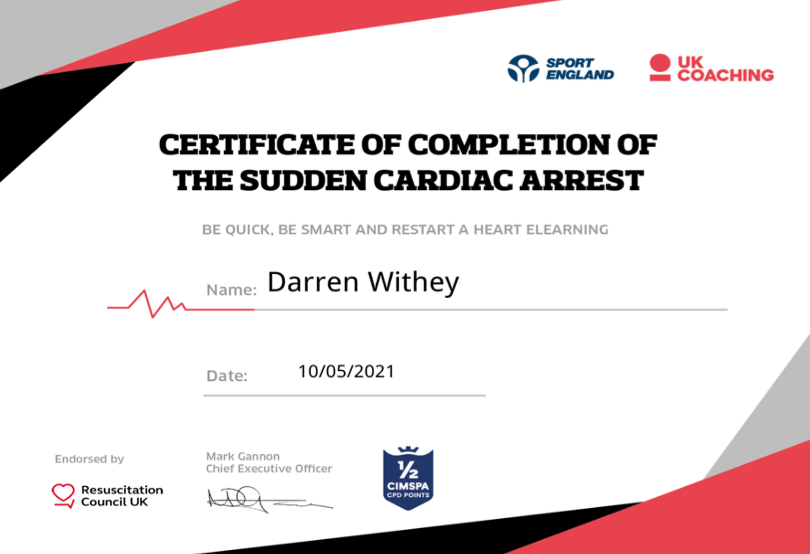 SPORT
ENGLAND
UK
COACHING
CERTIFICATE OF COMPLETION OF
THE SUDDEN CARDIAC ARREST
BE QUICK, BE SMART AND RESTART A HEART ELEARNING
Name: Darren Withey
Date: 10/05/2021
Endorsed by
Resuscitation
Council UK
Mark Gannon
Chief Executive Officer
½
CIMSPA
CPD POINTS